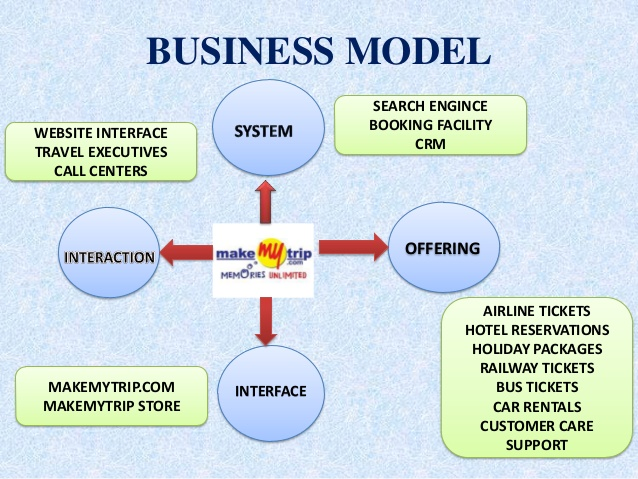 BUSINESS MODEL
SYSTEM
SEARCH ENGINCE
BOOKING FACILITY
CRM
WEBSITE INTERFACE
TRAVEL EXECUTIVES
CALL CENTERS
INTERACTION
make my trip
.com
MEMORIES UNLIMITED
OFFERING
AIRLINE TICKETS
HOTEL RESERVATIONS
HOLIDAY PACKAGES
RAILWAY TICKETS
BUS TICKETS
CAR RENTALS
CUSTOMER CARE
SUPPORT
MAKEMYTRIP.COM
MAKEMYTRIP STORE
INTERFACE